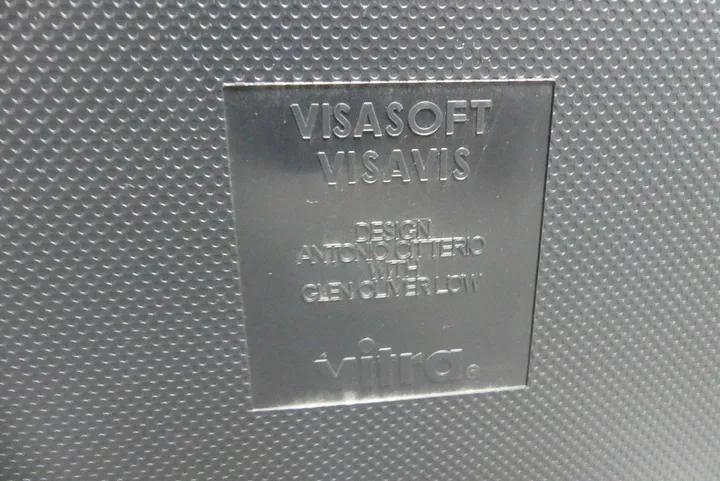 VISASOFT
VISAVIS
DESIGN
ANTONIO CITTERIO
WITH
GLEN OLIVER LOW
vitra.